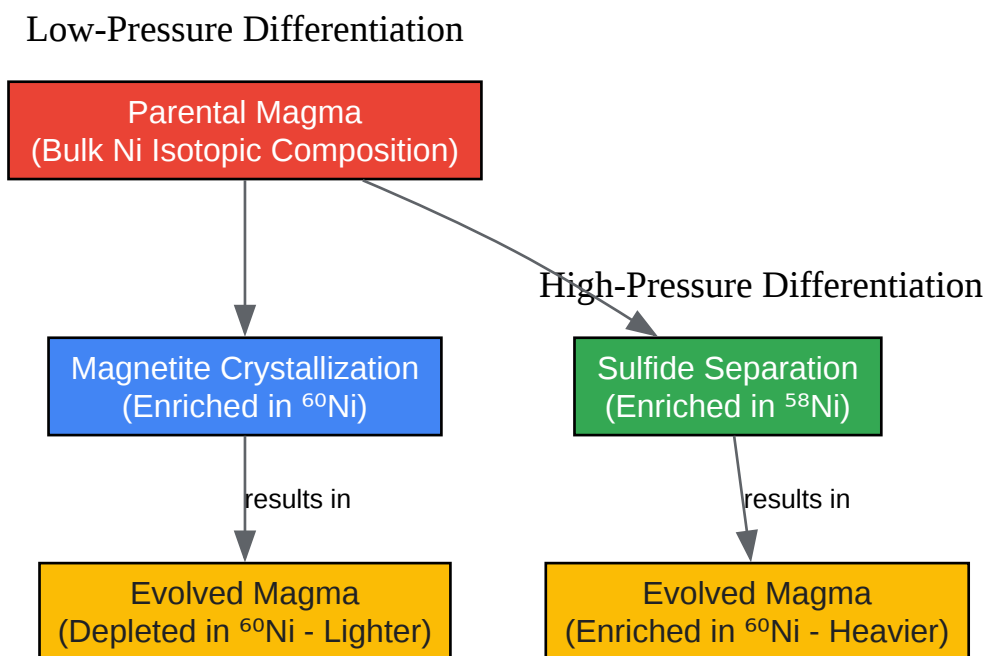 Low-Pressure Differentiation
Parental Magma
(Bulk Ni Isotopic Composition)
High-Pressure Differentiation
Magnetite Crystallization
(Enriched in ⁶⁰Ni)
Sulfide Separation
(Enriched in ⁵⁸Ni)
results in
results in
Evolved Magma
(Depleted in ⁶⁰Ni - Lighter)
Evolved Magma
(Enriched in ⁶⁰Ni - Heavier)